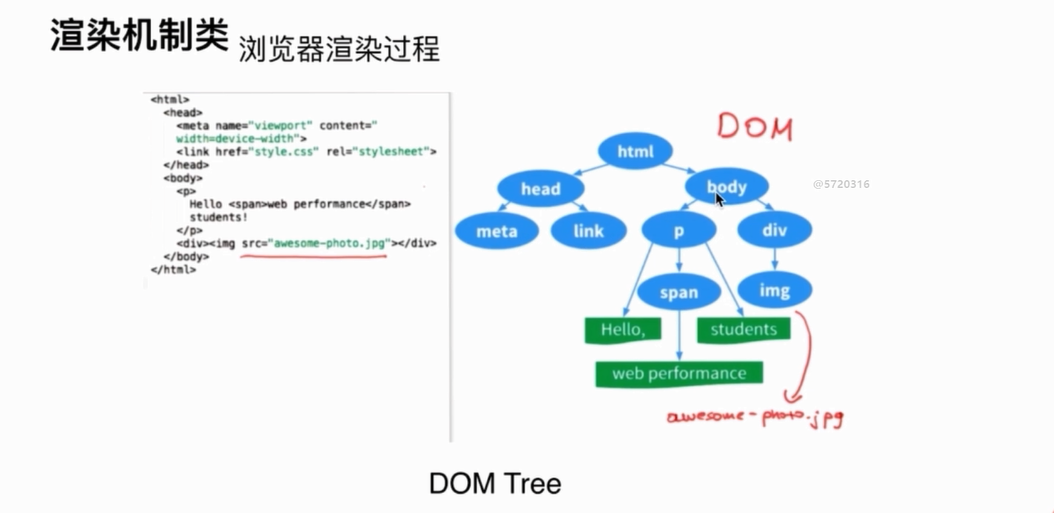 渲染机制类 浏览器渲染过程
<html>
<head>
<meta name="viewport" content="
width=device-width">
<link href="style.css" rel="stylesheet">
</head>
<body>
<p>
Hello <span>web performance</span>
students!
</p>
<div><img src="awesome-photo.jpg"></div>
</body>
</html>
DOM
html
@5720316
head
body
meta
link
p
div
span
img
Hello,
students
web performance
awesome-photo.jpg
DOM Tree